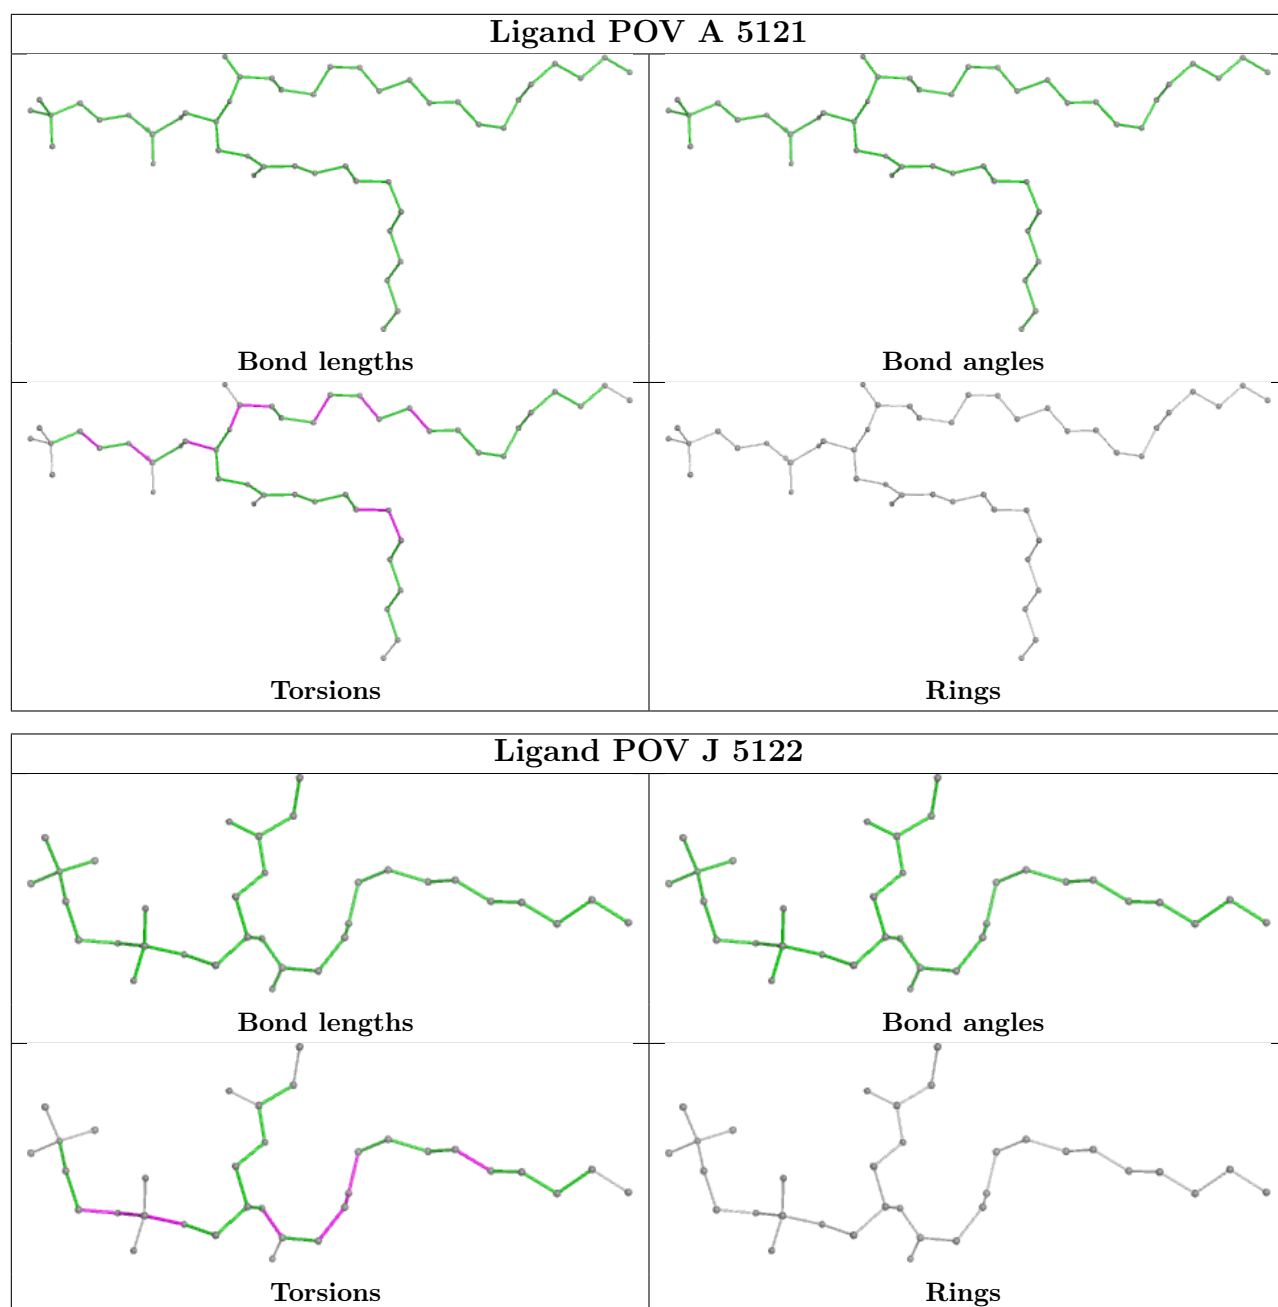 Ligand POV A 5121
Bond lengths
Bond angles
Torsions
Rings
Ligand POV J 5122
Bond lengths
Bond angles
Torsions
Rings